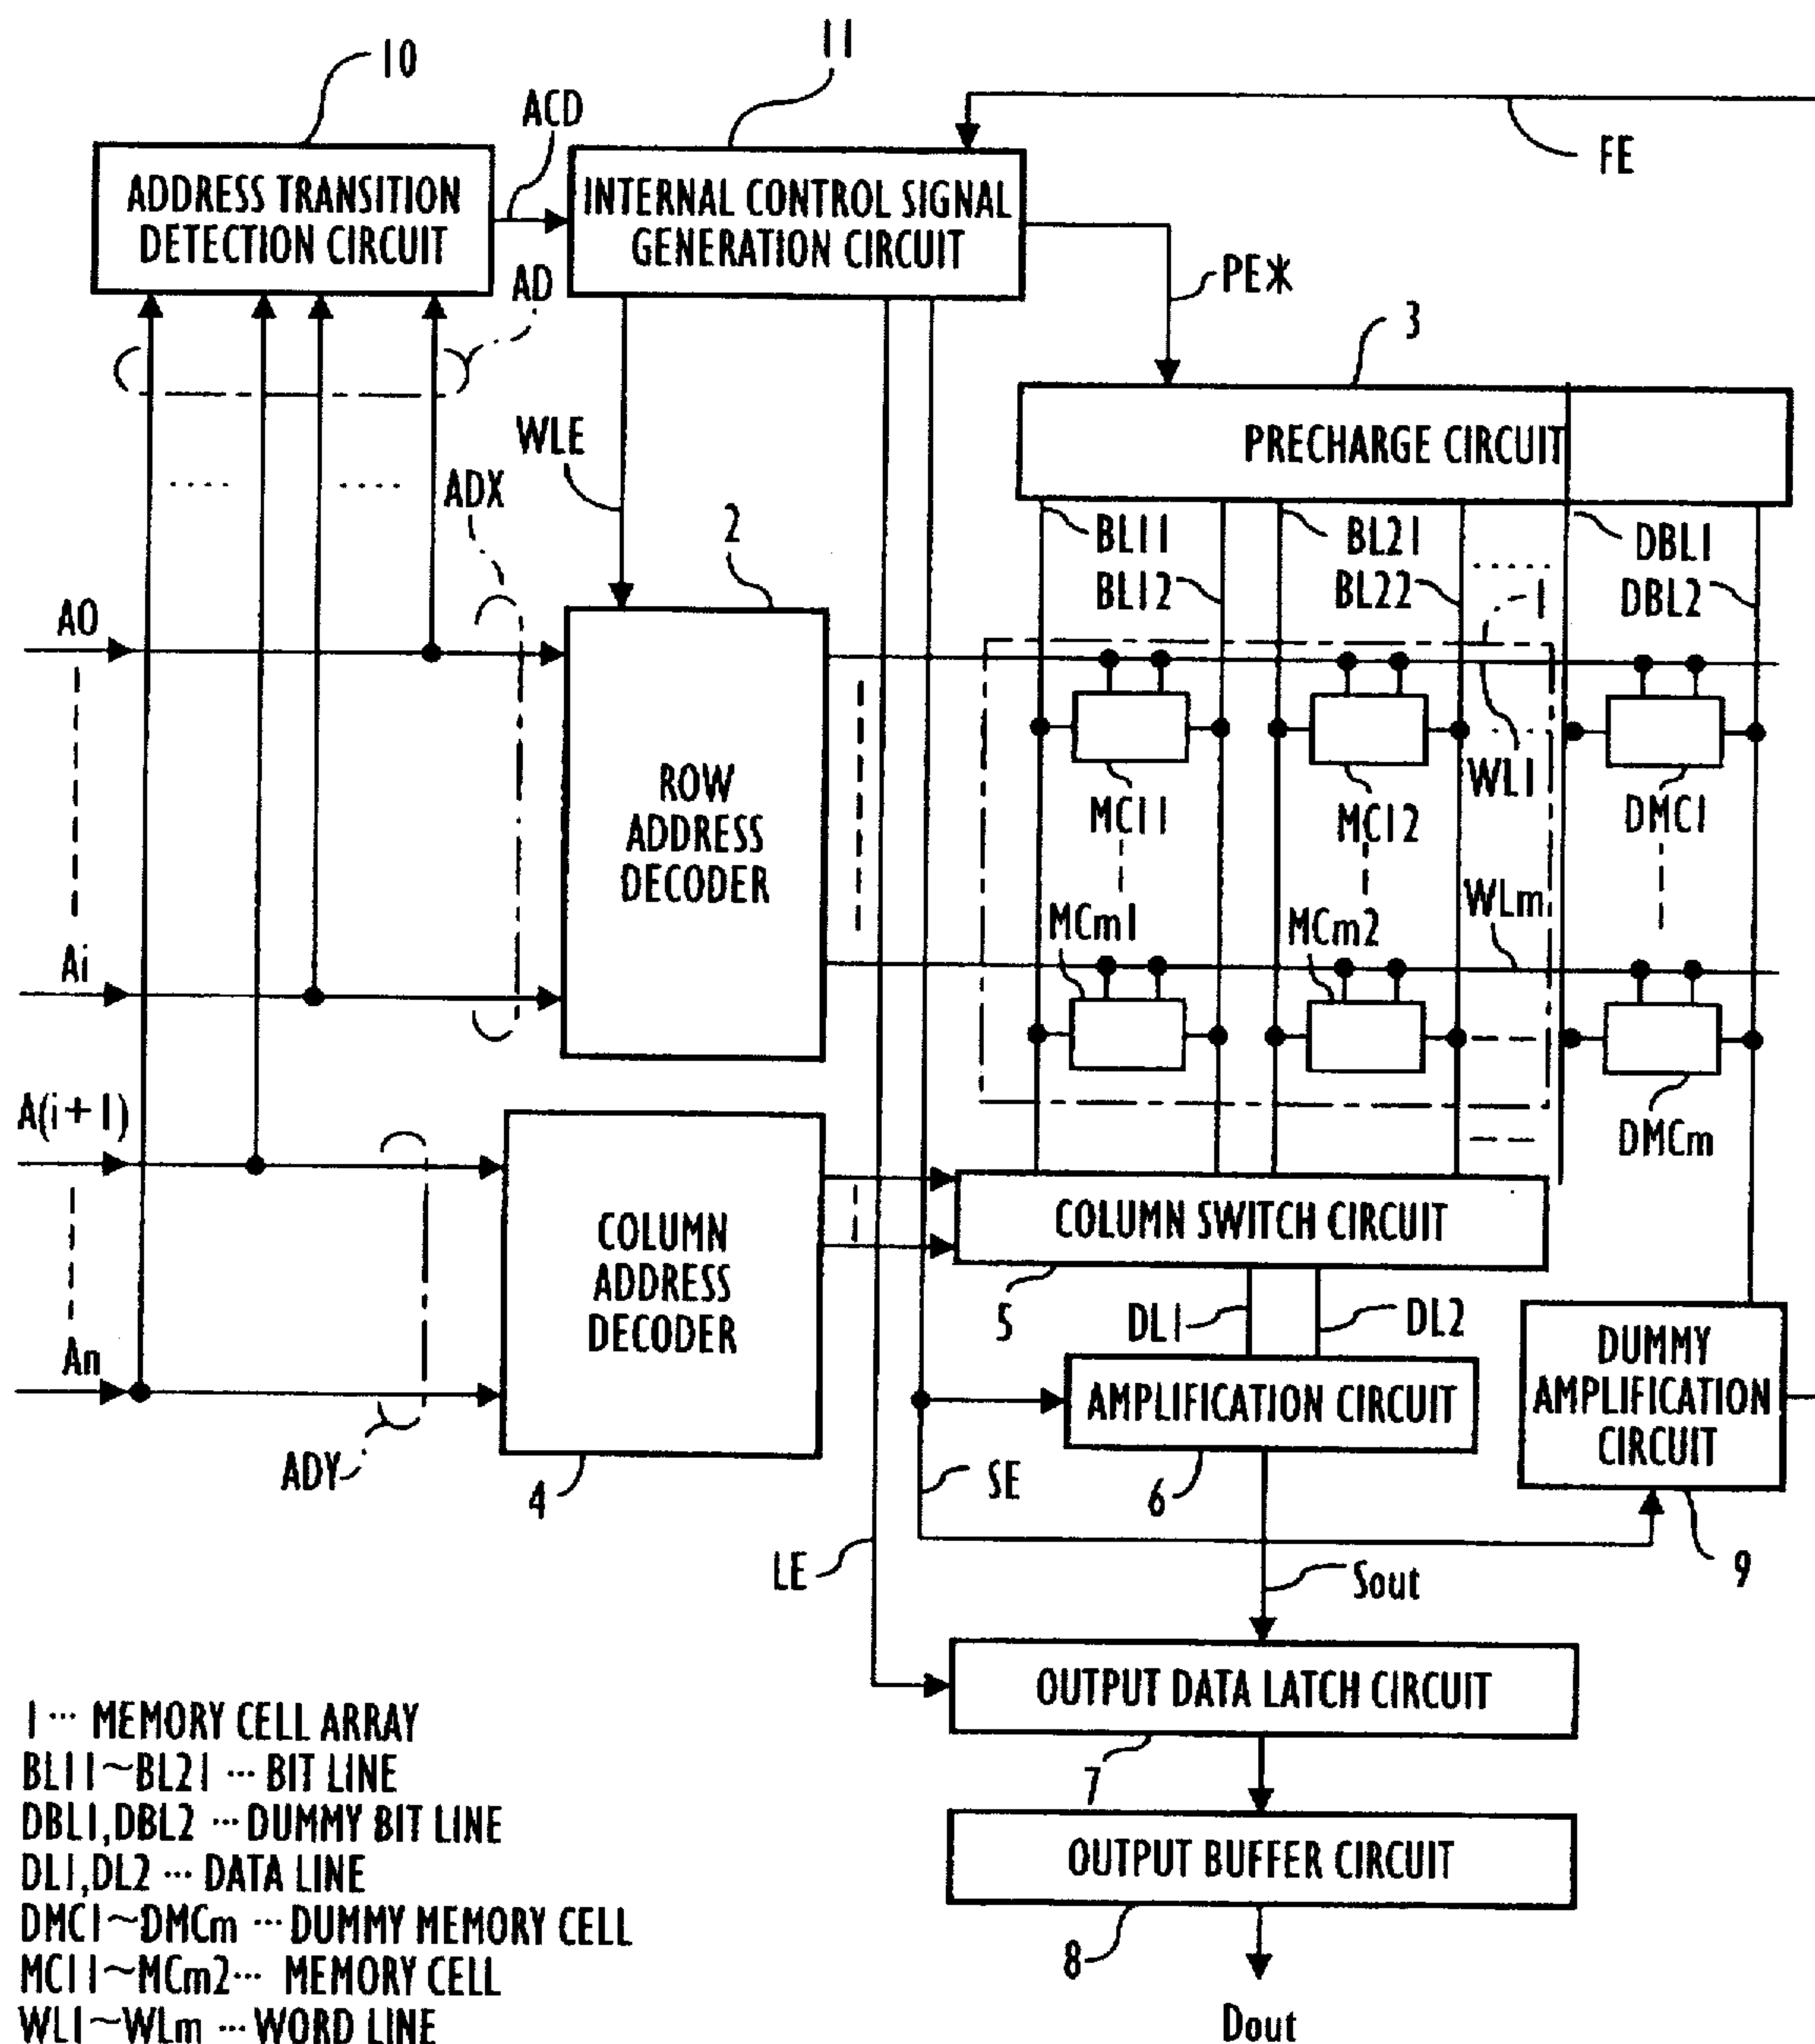 10
11
ACD
FE
ADDRESS TRANSITION
DETECTION CIRCUIT
INTERNAL CONTROL SIGNAL
GENERATION CIRCUIT
AD
PE*
3
WLE
PRECHARGE CIRCUIT
ADX
2
BL11
BL21
DBL1
BL12
BL22
1
DBL2
A0
ROW
ADDRESS
DECODER
WL1
MC11
MC12
DMC1
WLm
MCm1
MCm2
Ai
A(i+1)
DMCm
COLUMN
ADDRESS
DECODER
COLUMN SWITCH CIRCUIT
5
DL1
DL2
An
DUMMY
AMPLIFICATION
CIRCUIT
AMPLIFICATION CIRCUIT
ADY
4
SE
6
LE
Sout
9
OUTPUT DATA LATCH CIRCUIT
7
OUTPUT BUFFER CIRCUIT
8
Dout
1 ··· MEMORY CELL ARRAY
BL11~BL21 ··· BIT LINE
DBL1,DBL2 ··· DUMMY BIT LINE
DL1,DL2 ··· DATA LINE
DMC1~DMCm ··· DUMMY MEMORY CELL
MC11~MCm2··· MEMORY CELL
WL1~WLm ··· WORD LINE